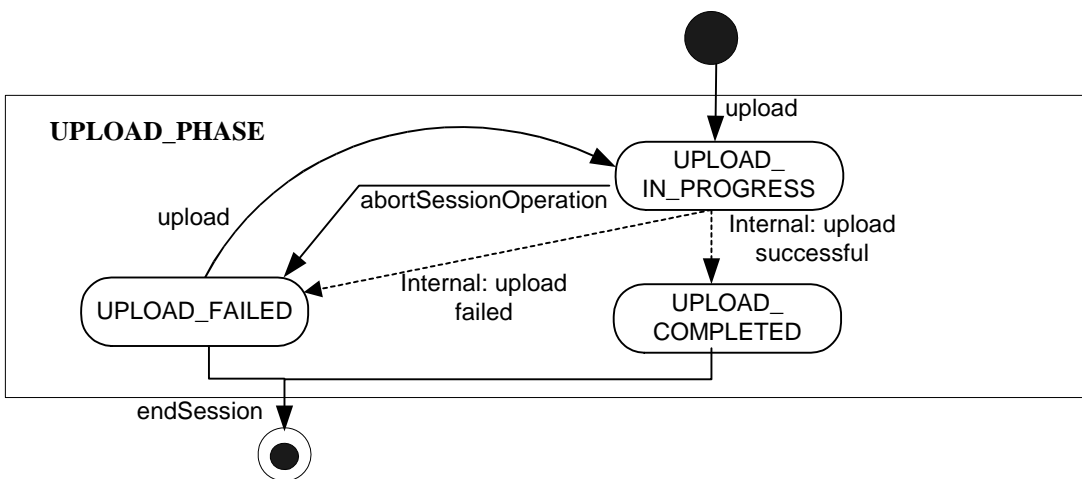 upload
UPLOAD_PHASE
UPLOAD_
IN_PROGRESS
abortSessionOperation
upload
Internal: upload
successful
Internal: upload
failed
UPLOAD_FAILED
UPLOAD_
COMPLETED
endSession